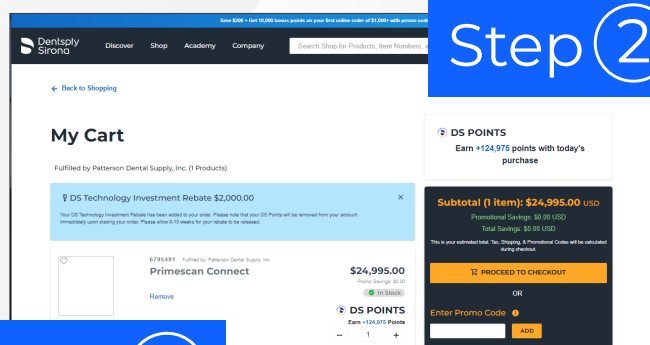 Save $200 + Get 10,000 bonus points on your first online order of $1,000+ with promo code
Step 2
Dentsply
Sirona
Discover Shop Academy Company
Search Shop for Products, Item Numbers,
← Back to Shopping
My Cart
Fulfilled by Patterson Dental Supply, Inc. (1 Products)
DS Technology Investment Rebate $2,000.00
Your DS Technology Investment Rebate has been added to your order. Please note that your DS Points will be removed from your account
immediately upon placing your order. Please allow 8-10 weeks for your rebate to be released.
6795491 Fulfilled by: Patterson Dental Supply, Inc.
Primescan Connect
Remove
$24,995.00
Promo Savings: $0.00
In Stock
DS POINTS
Earn +124,975 Points
− 1 +
DS POINTS
Earn +124,975 points with today's
purchase
Subtotal (1 item): $24,995.00 USD
Promotional Savings: $0.00 USD
Total Savings: $0.00 USD
This is your estimated total. Tax, Shipping, & Promotional Codes will be calculated
during checkout.
PROCEED TO CHECKOUT
OR
Enter Promo Code
ADD